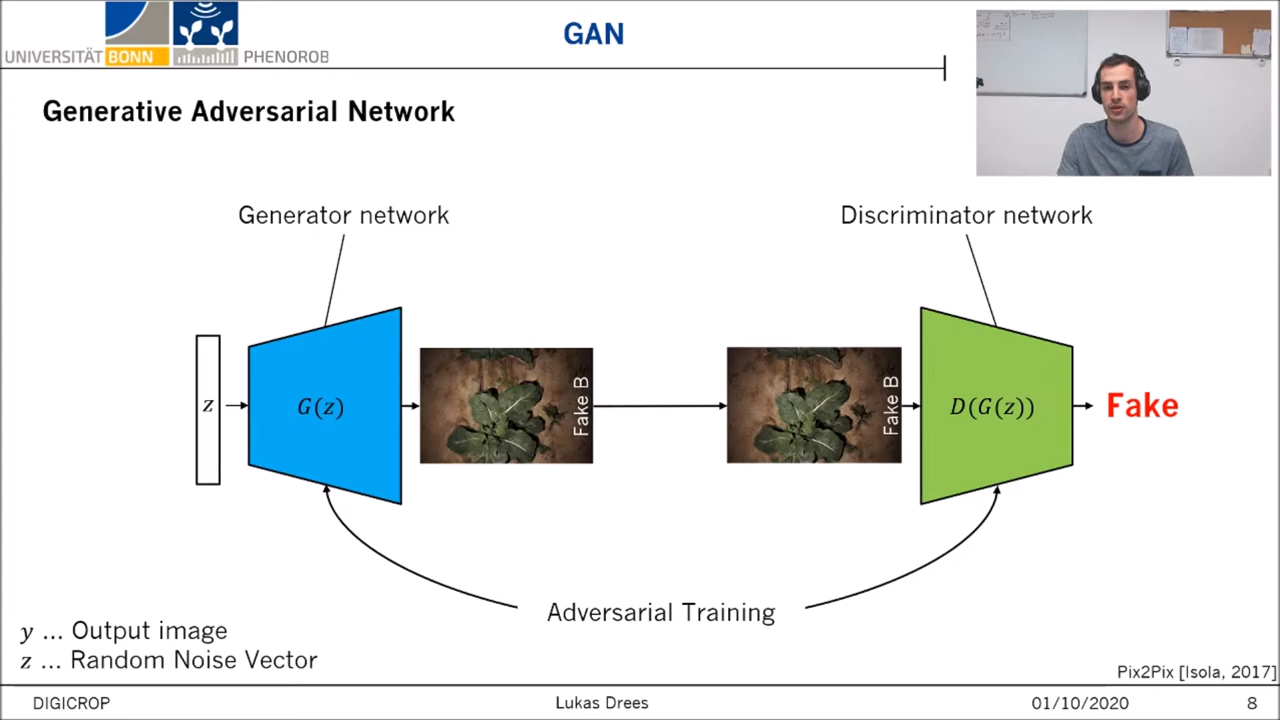 GAN
UNIVERSITÄT BONN
PHENOROB
Generative Adversarial Network
Generator network
Discriminator network
z
G(z)
Fake B
Fake B
D(G(z))
Fake
Adversarial Training
y ... Output image
z ... Random Noise Vector
Pix2Pix [Isola, 2017]
DIGICROP
Lukas Drees
01/10/2020
8